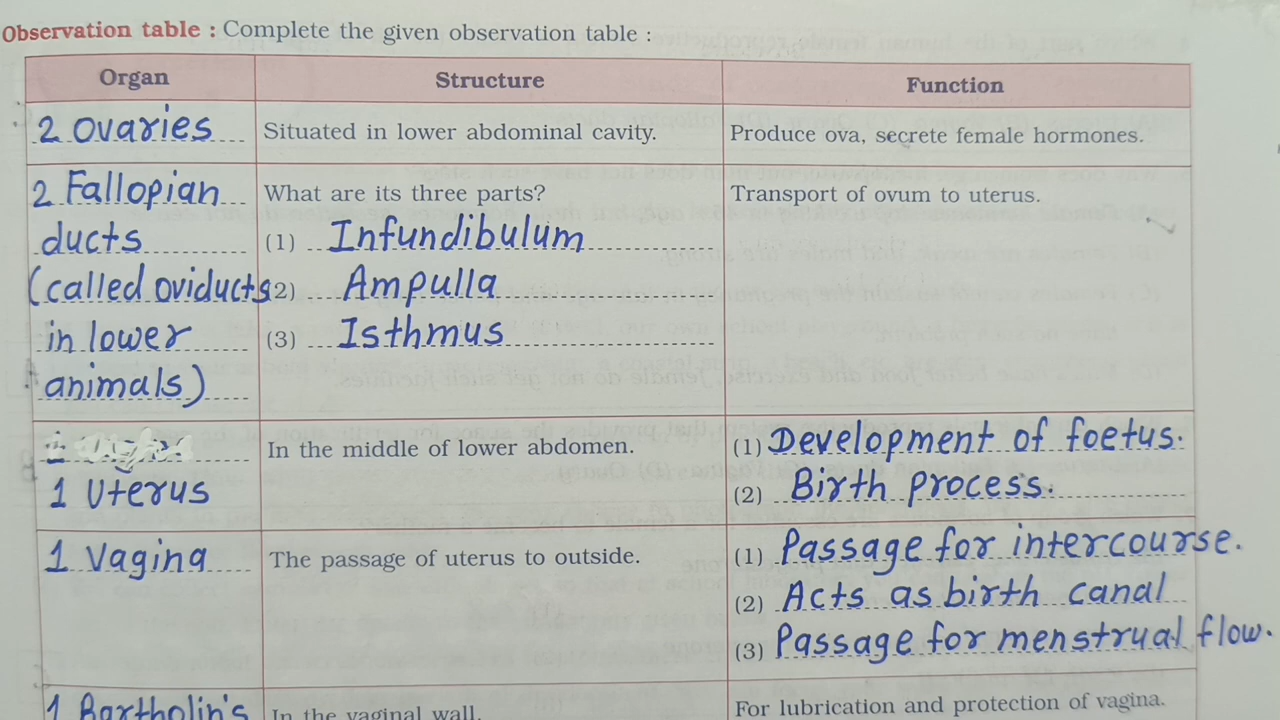 Observation table : Complete the given observation table :
Organ Structure Function
2 Ovaries Situated in lower abdominal cavity. Produce ova, secrete female hormones.
2 Fallopian What are its three parts? Transport of ovum to uterus.
ducts (1) Infundibulum
(called oviducts (2) Ampulla
in lower (3) Isthmus
animals)
In the middle of lower abdomen. (1) Development of foetus.
1 Uterus (2) Birth process.
1 Vagina The passage of uterus to outside. (1) Passage for intercourse.
(2) Acts as birth canal
(3) Passage for menstrual flow.
1 Bartholin's In the vaginal wall. For lubrication and protection of vagina.